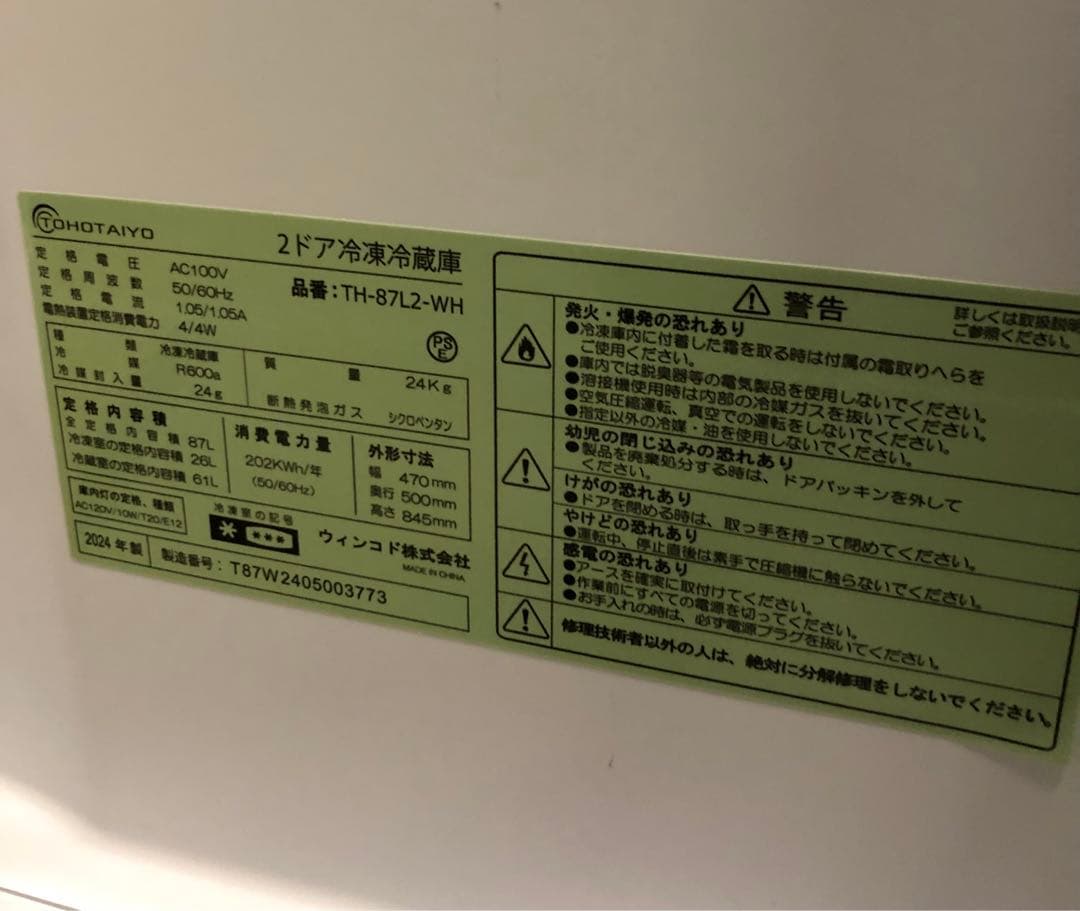 TOHOTAIYO
2ドア冷凍冷蔵庫
品番：TH-87L2-WH
定格電圧 AC100V
定格周波数 50/60Hz
定格電流 1.05/1.05A
電熱装置定格消費電力 4/4W
PS
E
種類 冷凍冷蔵庫
冷媒 R600a
冷媒封入量 24g
質量 24Kg
断熱発泡ガス シクロペンタン
定格内容積
全定格内容積 87L
冷凍室の定格内容積 26L
冷蔵室の定格内容積 61L
消費電力量
202KWh/年
(50/60Hz)
外形寸法
幅 470mm
奥行 500mm
高さ 845mm
庫内灯の定格、種類
AC120V/10W/T20/E12
冷凍室の記号
ウィンコド株式会社
MADE IN CHINA
2024年製
製造番号：T87W2405003773
警告
詳しくは取扱説明
ご参照ください。
発火・爆発の恐れあり
●冷凍庫内に付着した霜を取る時は付属の霜取りへらを
ご使用ください。
●庫内では脱臭器等の電気製品を使用しないでください。
●溶接機使用時は内部の冷媒ガスを抜いてください。
●空気圧縮運転、真空での運転をしないでください。
●指定以外の冷媒・油を使用しないでください。
幼児の閉じ込みの恐れあり
●製品を廃棄処分する時は、ドアパッキンを外して
ください。
けがの恐れあり
●ドアを閉める時は、取っ手を持って閉めてください。
やけどの恐れあり
●運転中、停止直後は素手で圧縮機に触らないでください。
感電の恐れあり
●アースを確実に取付けてください。
●作業前にすべての電源を切ってください。
●お手入れの時は、必ず電源プラグを抜いてください。
修理技術者以外の人は、絶対に分解修理をしないでください。